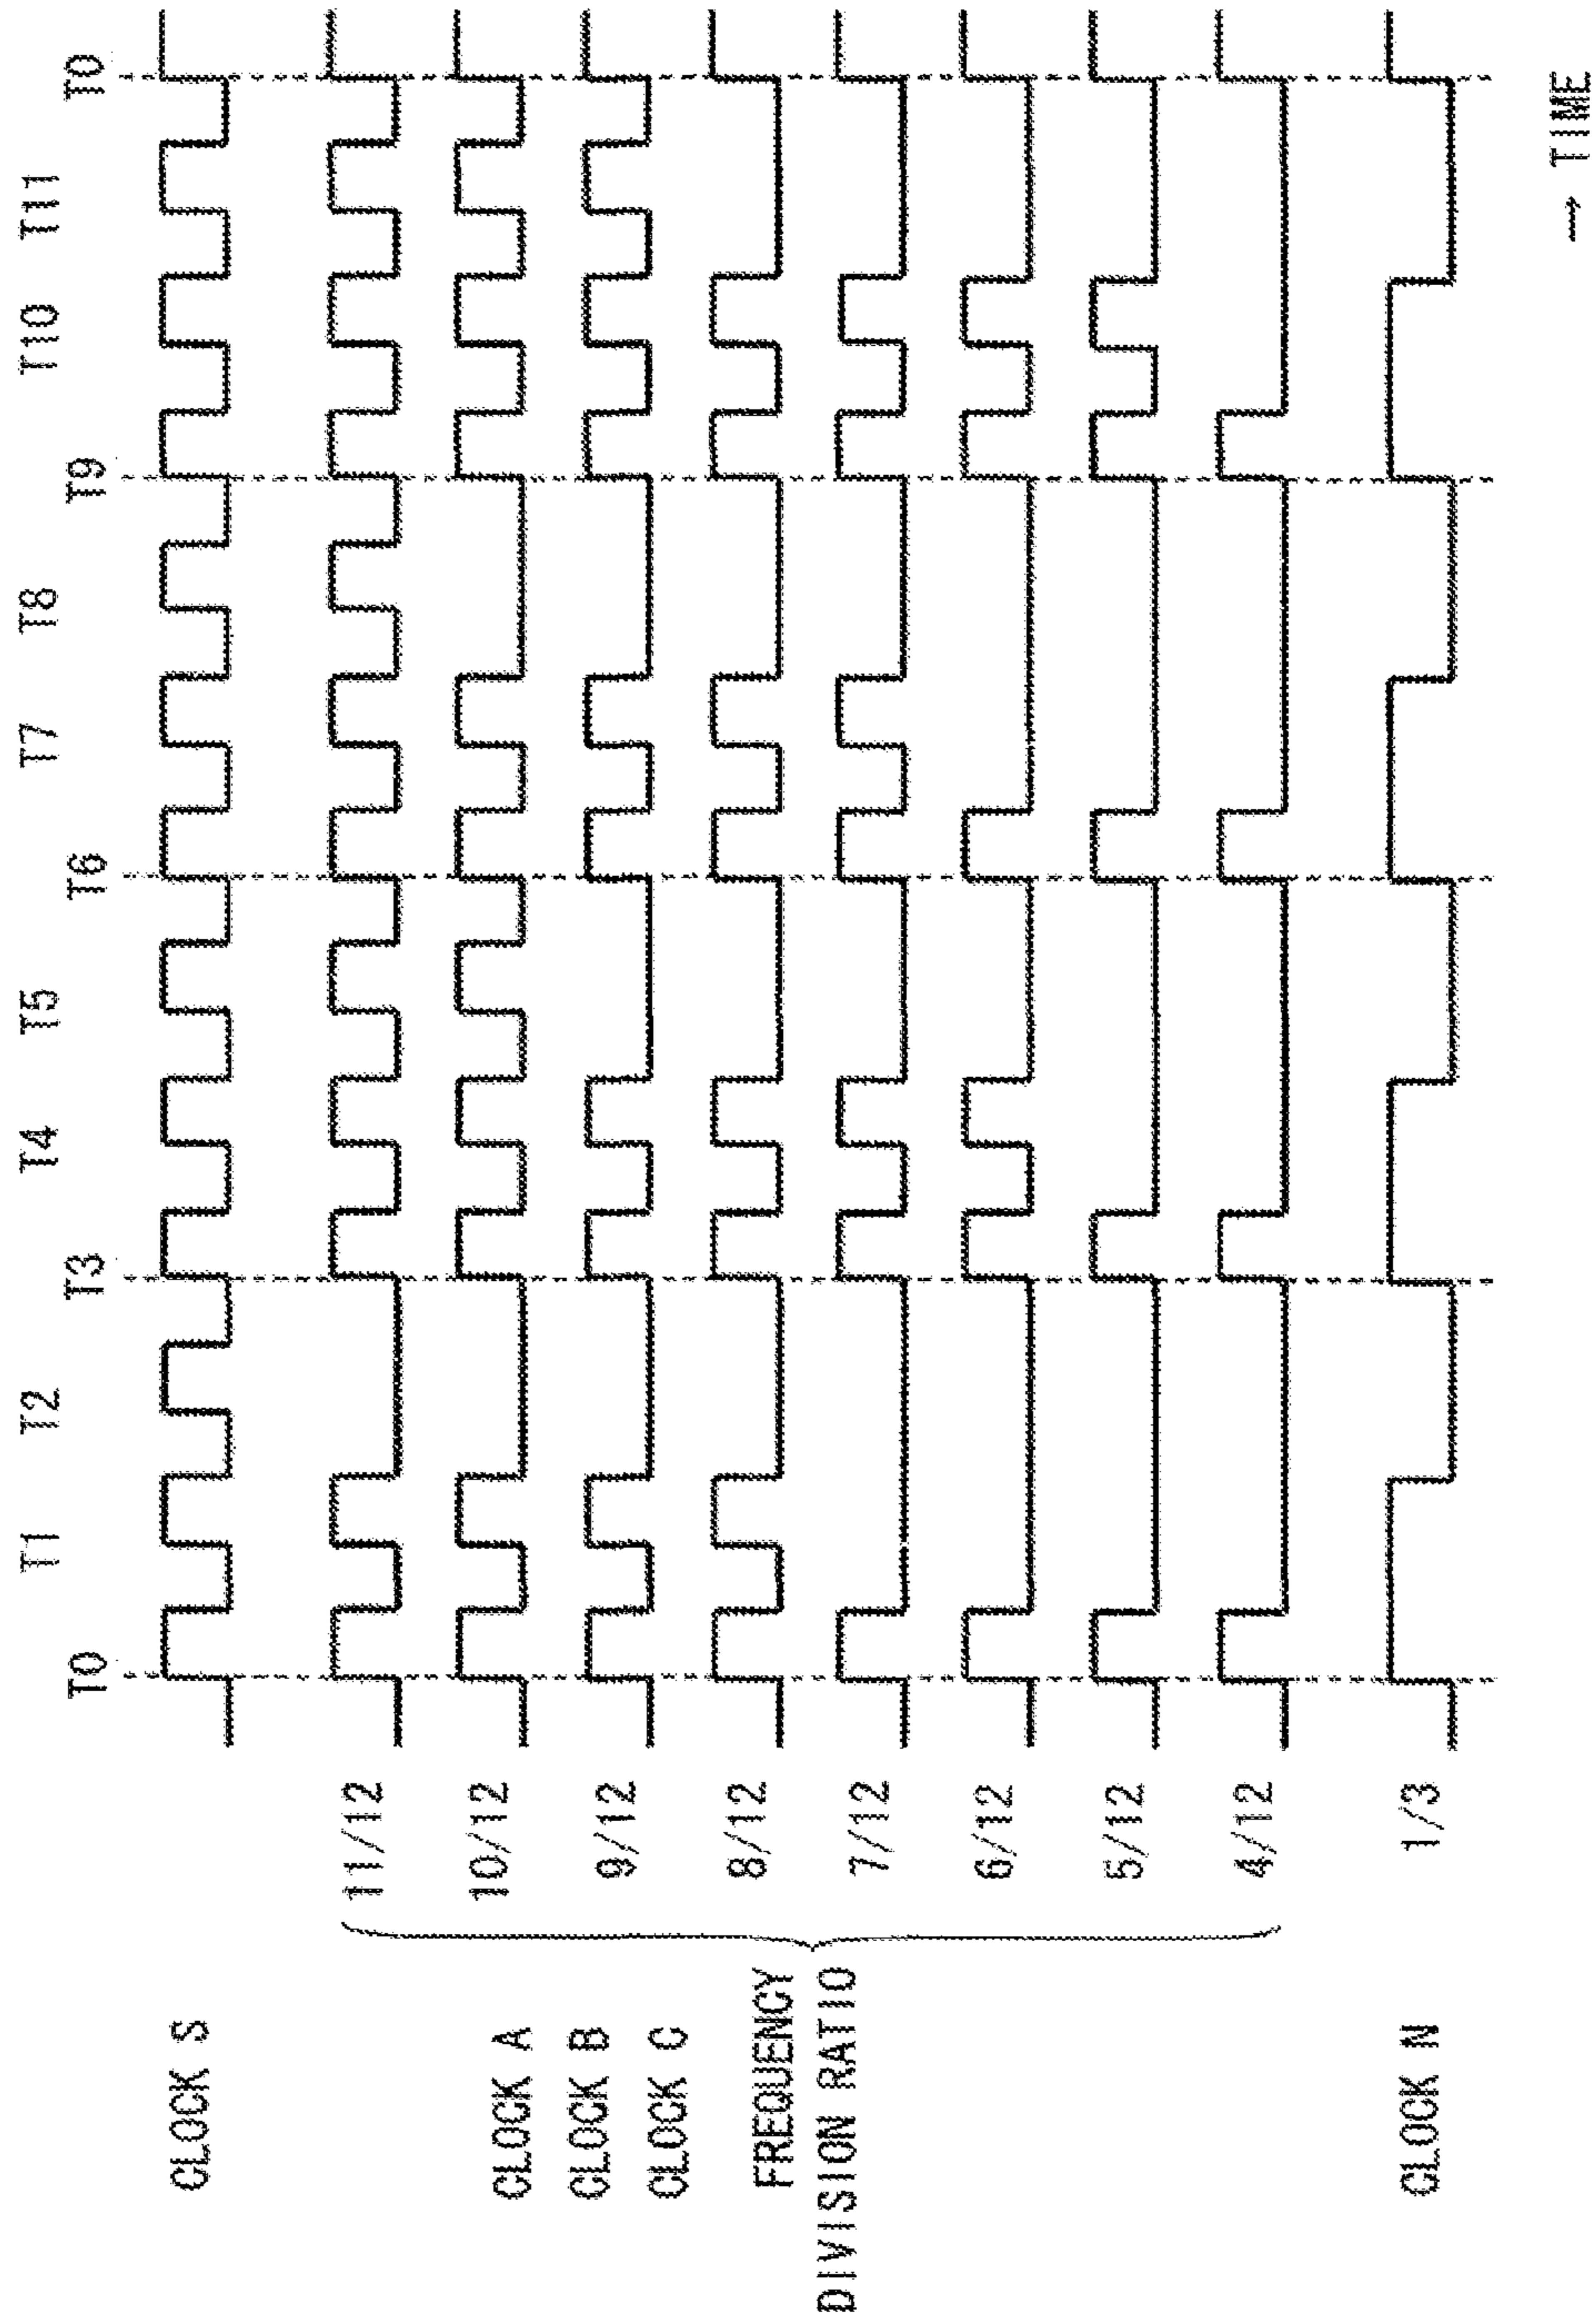 T0 T1 T2 T3 T4 T5 T6 T7 T8 T9 T10 T11 T0
CLOCK S
11/12
CLOCK A
10/12
CLOCK B
9/12
CLOCK C
8/12
FREQUENCY
DIVISION RATIO
7/12
6/12
5/12
4/12
CLOCK N
1/3
→ TIME